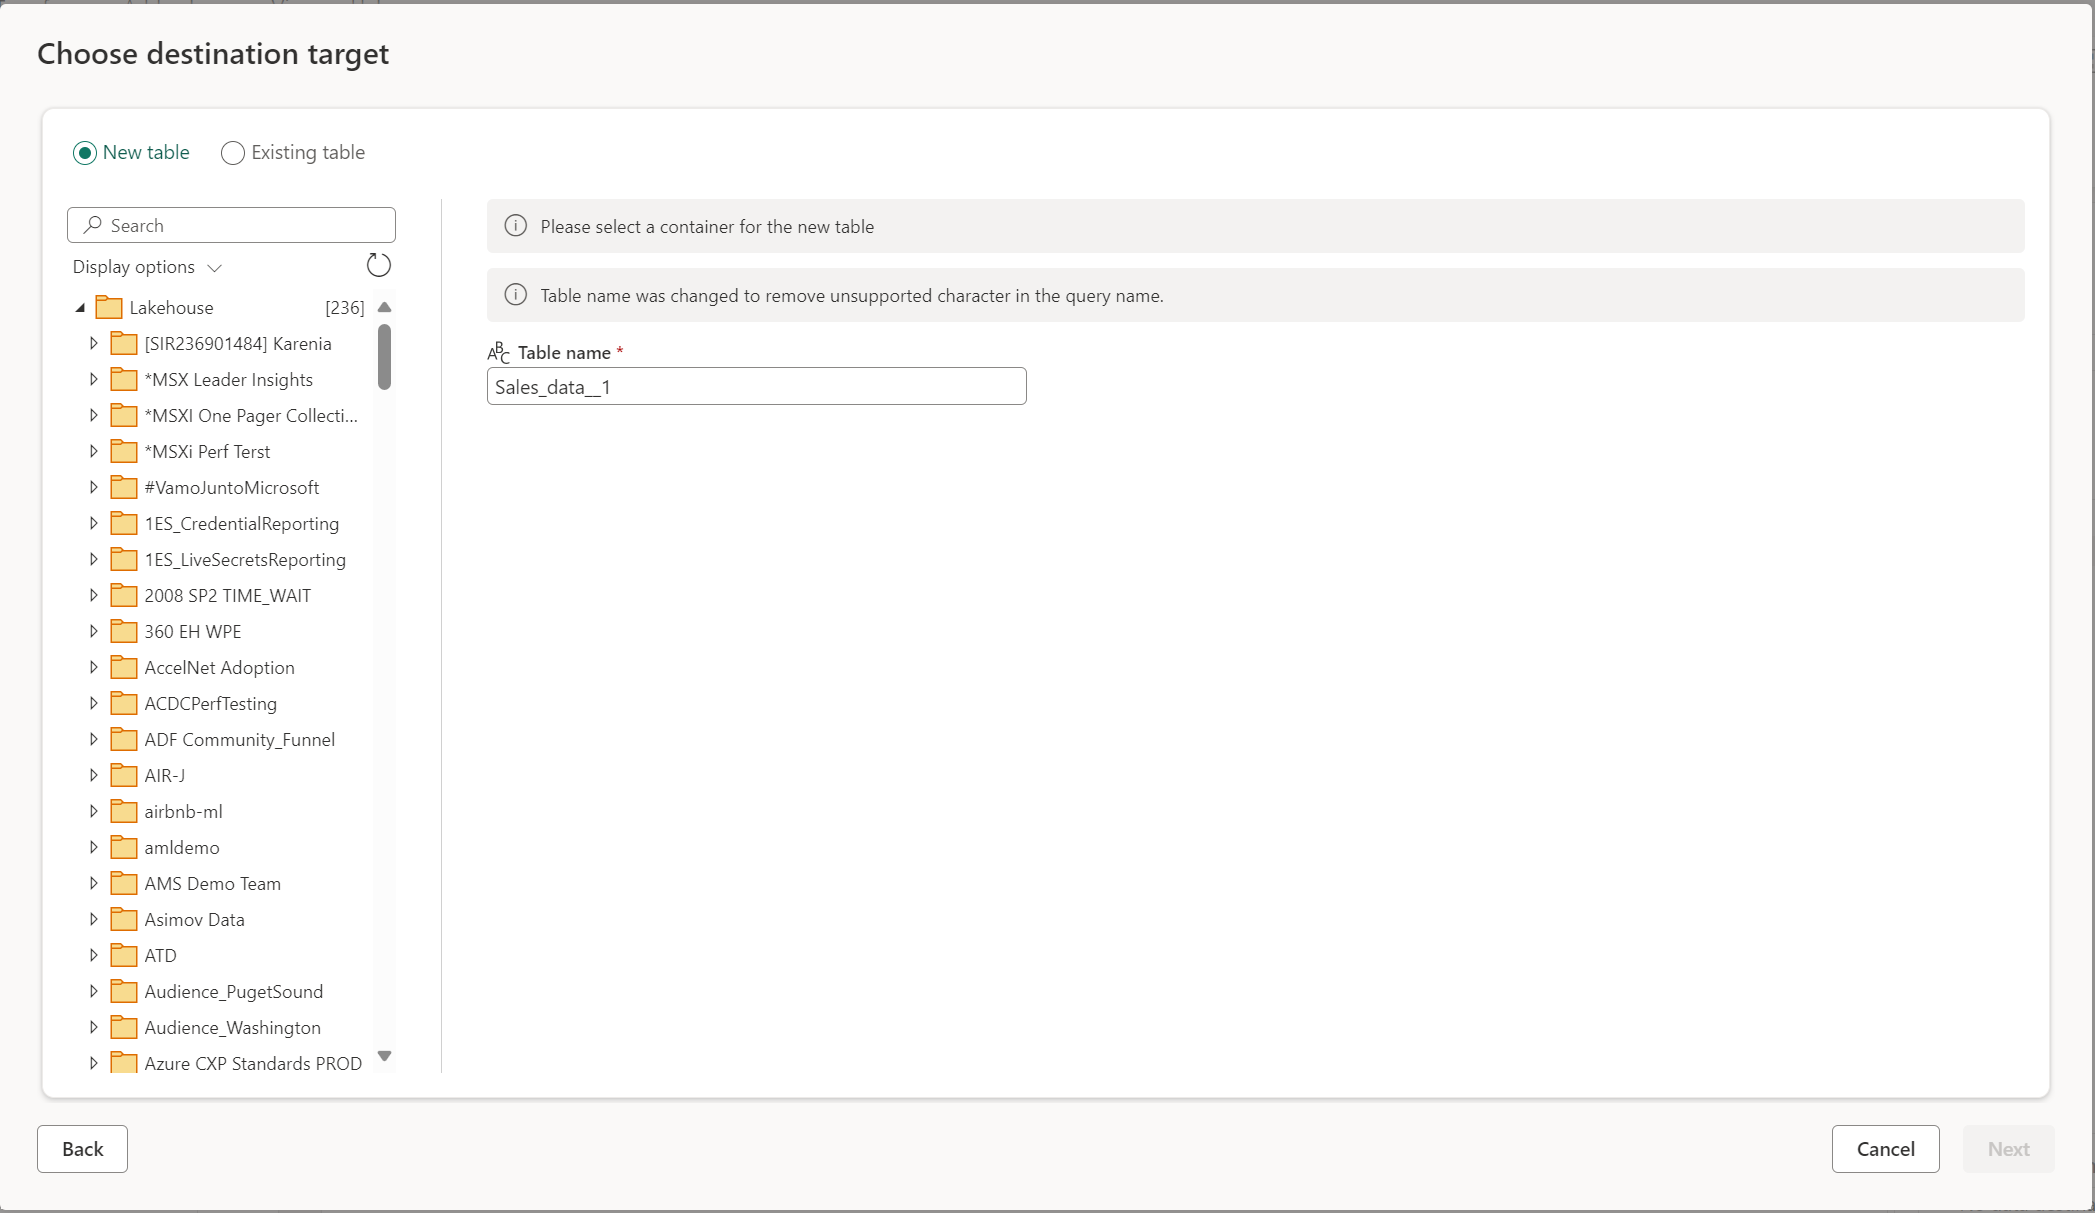 Choose destination target
New table
Existing table
Search
Display options
Lakehouse [236]
[SIR236901484] Karenia
*MSX Leader Insights
*MSXI One Pager Collecti...
*MSXi Perf Terst
#VamoJuntoMicrosoft
1ES_CredentialReporting
1ES_LiveSecretsReporting
2008 SP2 TIME_WAIT
360 EH WPE
AccelNet Adoption
ACDCPerfTesting
ADF Community_Funnel
AIR-J
airbnb-ml
amldemo
AMS Demo Team
Asimov Data
ATD
Audience_PugetSound
Audience_Washington
Azure CXP Standards PROD
Please select a container for the new table
Table name was changed to remove unsupported character in the query name.
ABC Table name *
Sales_data__1
Back
Cancel
Next